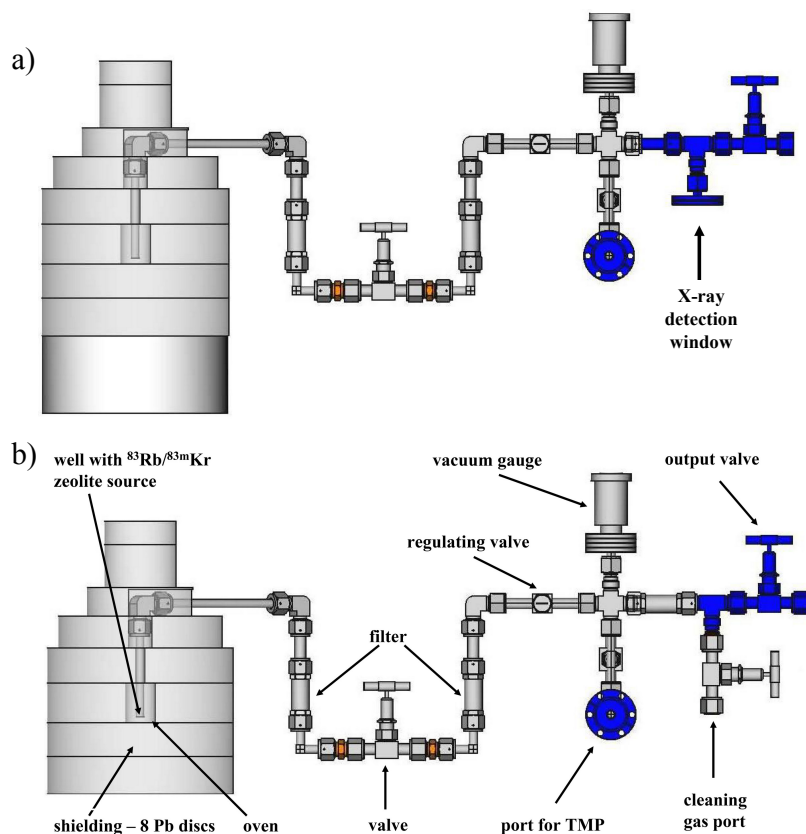 a)
X-ray
detection
window
b)
well with ⁸³Rb/⁸³ᵐKr
zeolite source
vacuum gauge
output valve
regulating valve
filter
shielding – 8 Pb discs
oven
valve
port for TMP
cleaning
gas port